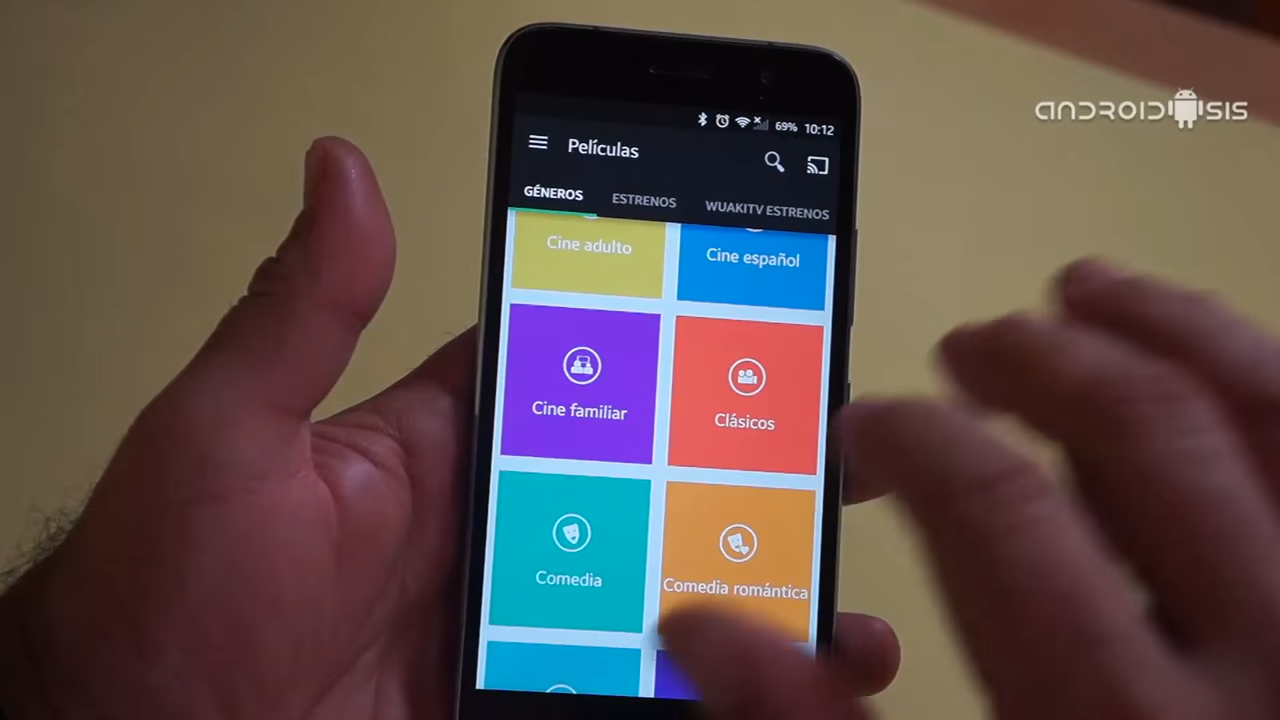 ANDROIDSIS
69% 10:12
Películas
GÉNEROS ESTRENOS WUAKITV ESTRENOS
Cine adulto Cine español
Cine familiar Clásicos
Comedia Comedia romántica